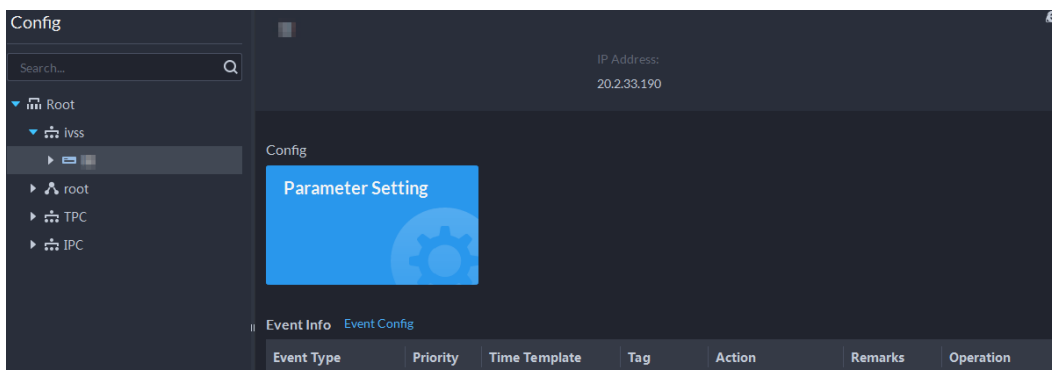 Config
Search...
Root
ivss
root
TPC
IPC
IP Address:
20.2.33.190
Config
Parameter Setting
Event Info Event Config
Event Type Priority Time Template Tag Action Remarks Operation